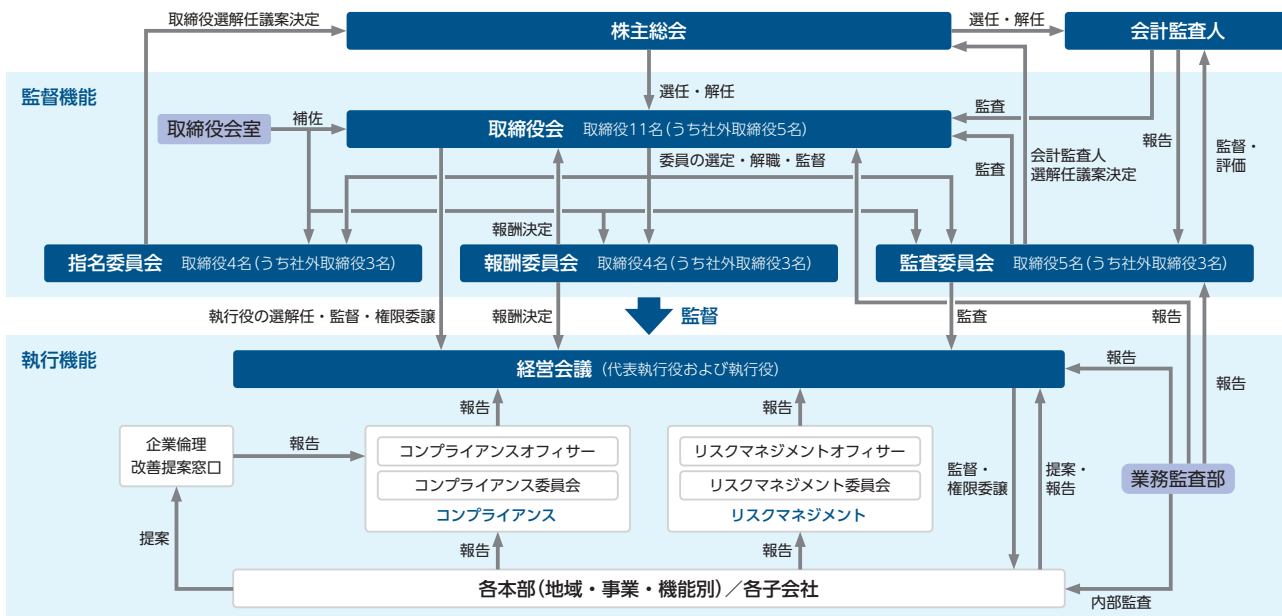 取締役選解任議案決定
株主総会
選任・解任
会計監査人
監督機能
選任・解任
取締役会室
補佐
取締役会 取締役11名(うち社外取締役5名)
監査
報告
監督・
評価
委員の選定・解職・監督
監査
会計監査人
選解任議案決定
報酬決定
指名委員会 取締役4名(うち社外取締役3名)
報酬委員会 取締役4名(うち社外取締役3名)
監査委員会 取締役5名(うち社外取締役3名)
執行役の選解任・監督・権限委譲
報酬決定
監督
監査
報告
執行機能
経営会議 (代表執行役および執行役)
報告
報告
報告
報告
企業倫理
改善提案窓口
報告
コンプライアンスオフィサー
コンプライアンス委員会
コンプライアンス
リスクマネジメントオフィサー
リスクマネジメント委員会
リスクマネジメント
監督・
権限委譲
提案・
報告
業務監査部
提案
報告
報告
各本部(地域・事業・機能別)/各子会社
内部監査